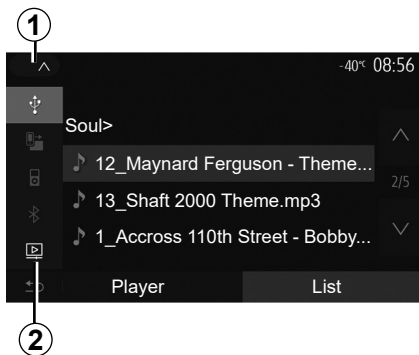 1
-40°C 08:56
Soul>
12_Maynard Ferguson - Theme...
2/5
13_Shaft 2000 Theme.mp3
1_Accross 110th Street - Bobby...
Player List
2